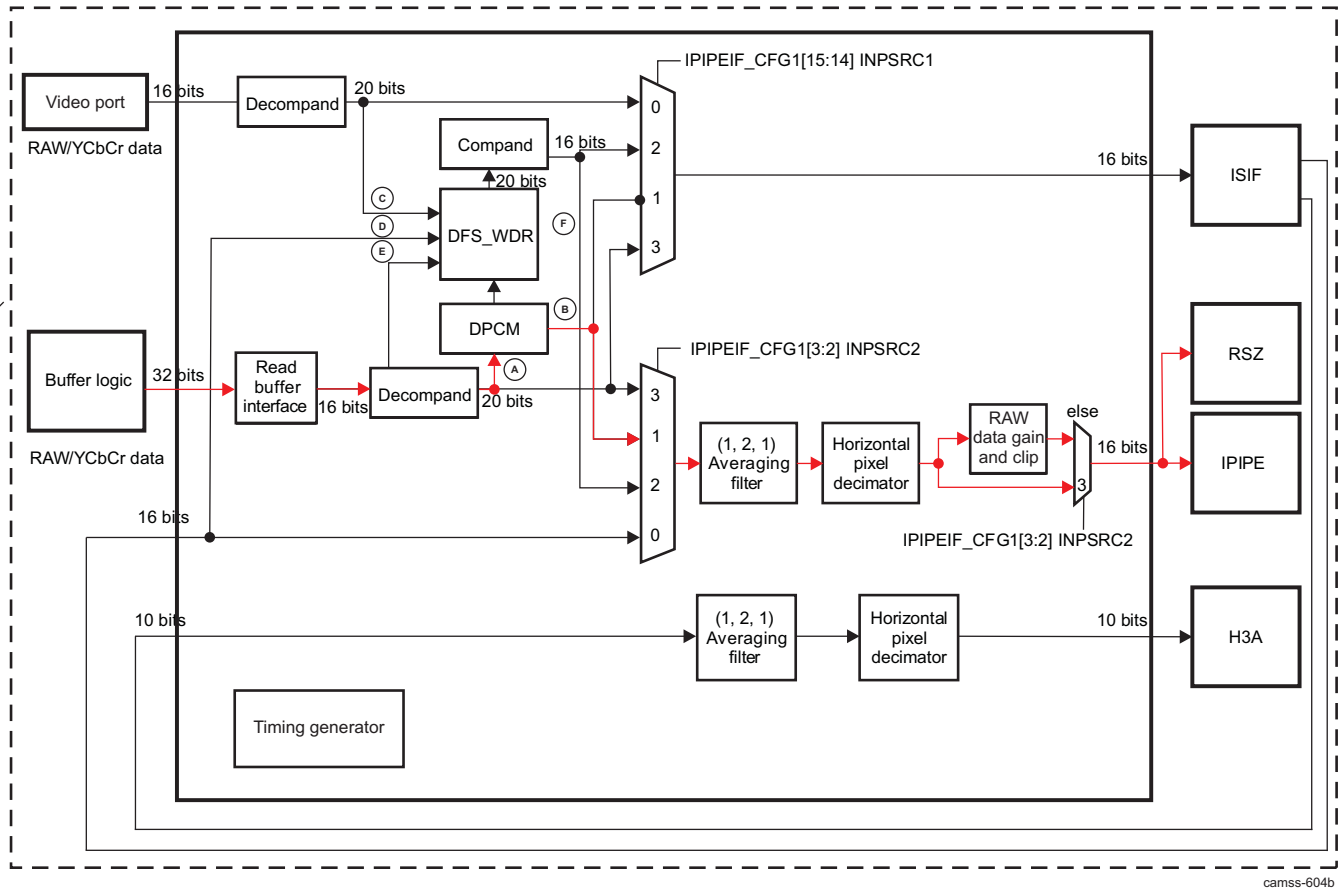 IPIPEIF_CFG1[15:14] INPSRC1
Video port
16 bits
Decompand
20 bits
0
RAW/YCbCr data
Compand
16 bits
2
20 bits
16 bits
ISIF
C
D
E
DFS_WDR
F
1
3
B
DPCM
IPIPEIF_CFG1[3:2] INPSRC2
RSZ
Buffer logic
32 bits
Read
buffer
interface
16 bits
Decompand
A
20 bits
3
RAW/YCbCr data
1
(1, 2, 1)
Averaging
filter
Horizontal
pixel
decimator
RAW
data gain
and clip
else
3
16 bits
IPIPE
2
16 bits
0
IPIPEIF_CFG1[3:2] INPSRC2
10 bits
(1, 2, 1)
Averaging
filter
Horizontal
pixel
decimator
10 bits
H3A
Timing generator
camss-604b